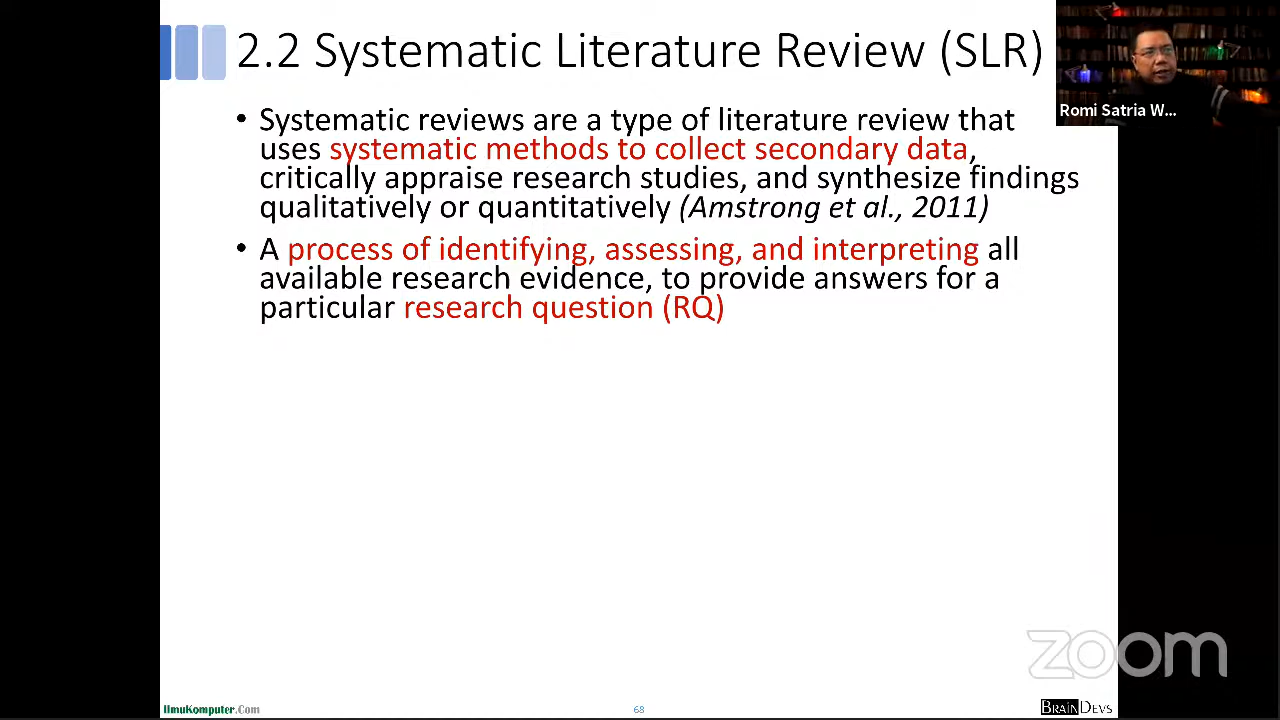 2.2 Systematic Literature Review (SLR)
Romi Satria W...
• Systematic reviews are a type of literature review that
uses systematic methods to collect secondary data,
critically appraise research studies, and synthesize findings
qualitatively or quantitatively (Amstrong et al., 2011)
• A process of identifying, assessing, and interpreting all
available research evidence, to provide answers for a
particular research question (RQ)
zoom
IlmuKomputer.Com
68
BRAINDEVS